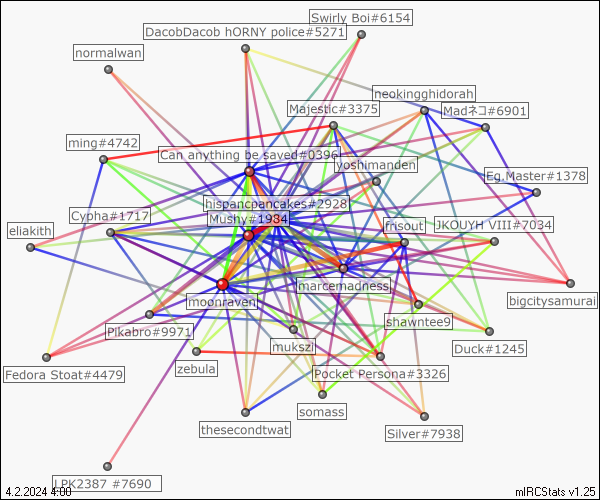 Swirly Boi#6154
DacobDacob hORNY police#5271
normalwan
neokingghidorah
Majestic#3375
Madネコ#6901
ming#4742
Can anything be saved#0396
yoshimanden
Eg.Master#1378
hispancpancakes#2928
Cypha#1717
Mushy#1984
frisout
JKOUYH VIII#7034
eliakith
marcemadness
moonraven
bigcitysamurai
shawntee9
Pikabro#9971
mukszi
Duck#1245
zebula
Pocket Persona#3326
Fedora Stoat#4479
somass
thesecondtwat
Silver#7938
LPK2387 #7690
4.2.2024 4:00
mIRCStats v1.25